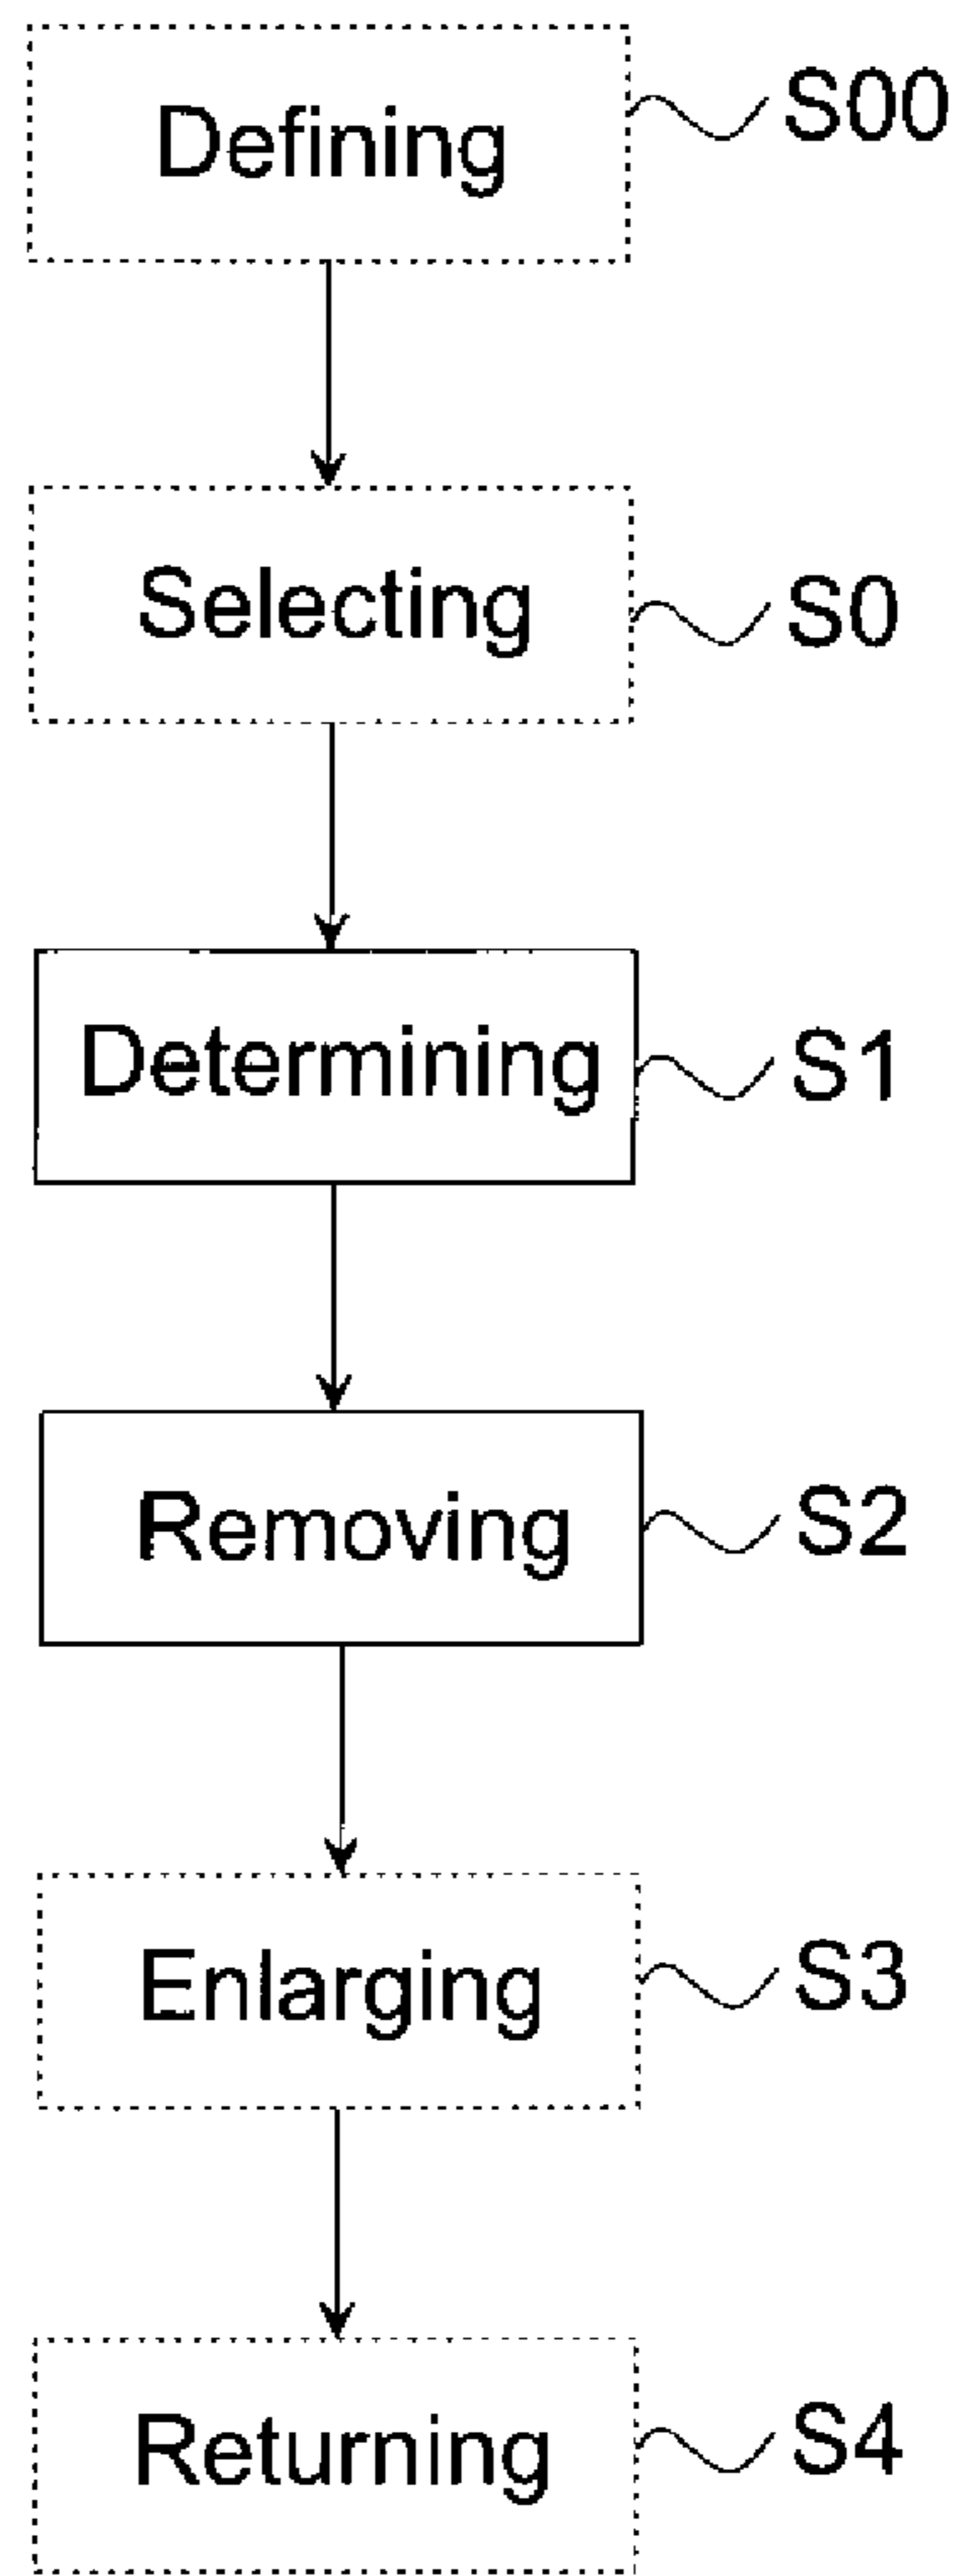 Defining S00
Selecting S0
Determining S1
Removing S2
Enlarging S3
Returning S4